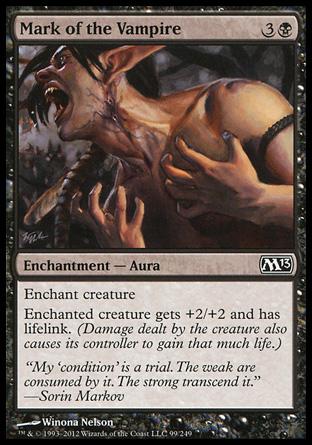 Mark of the Vampire 3
Enchantment — Aura M13
Enchant creature
Enchanted creature gets +2/+2 and has
lifelink. (Damage dealt by the creature also
causes its controller to gain that much life.)
"My 'condition' is a trial. The weak are
consumed by it. The strong transcend it."
—Sorin Markov
Winona Nelson
™ & © 1993–2012 Wizards of the Coast LLC 99/249